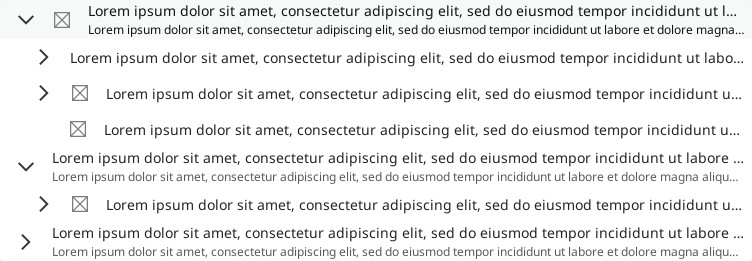 Lorem ipsum dolor sit amet, consectetur adipiscing elit, sed do eiusmod tempor incididunt ut l…
Lorem ipsum dolor sit amet, consectetur adipiscing elit, sed do eiusmod tempor incididunt ut labore et dolore magna…
Lorem ipsum dolor sit amet, consectetur adipiscing elit, sed do eiusmod tempor incididunt ut labo…
Lorem ipsum dolor sit amet, consectetur adipiscing elit, sed do eiusmod tempor incididunt u…
Lorem ipsum dolor sit amet, consectetur adipiscing elit, sed do eiusmod tempor incididunt u…
Lorem ipsum dolor sit amet, consectetur adipiscing elit, sed do eiusmod tempor incididunt ut labore …
Lorem ipsum dolor sit amet, consectetur adipiscing elit, sed do eiusmod tempor incididunt ut labore et dolore magna aliqu…
Lorem ipsum dolor sit amet, consectetur adipiscing elit, sed do eiusmod tempor incididunt u…
Lorem ipsum dolor sit amet, consectetur adipiscing elit, sed do eiusmod tempor incididunt ut labore …
Lorem ipsum dolor sit amet, consectetur adipiscing elit, sed do eiusmod tempor incididunt ut labore et dolore magna aliqu…